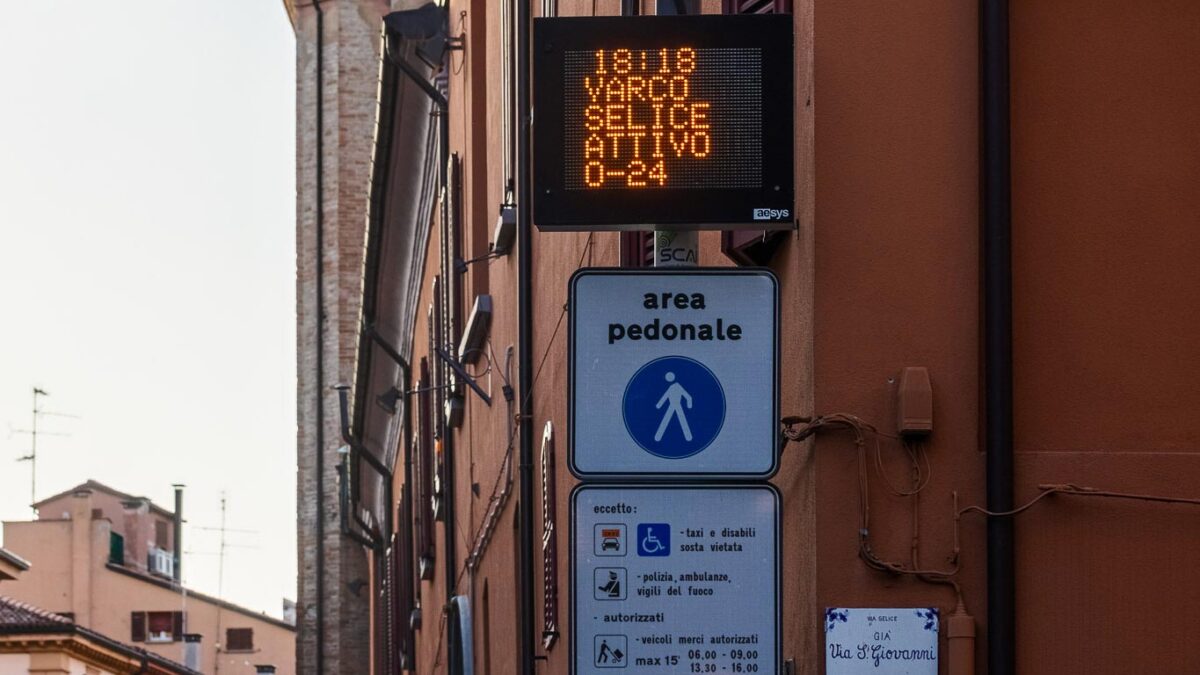 18:18
VARCO
SELICE
ATTIVO
0-24
aesys
SCA
area
pedonale
eccetto:
TAXI
- taxi e disabili
sosta vietata
- polizia, ambulanze,
vigili del fuoco
- autorizzati
- veicoli merci autorizzati
max 15' 06.00 - 09.00
13.30 - 16.00
VIA SELICE
GIÀ
Via S. Giovanni